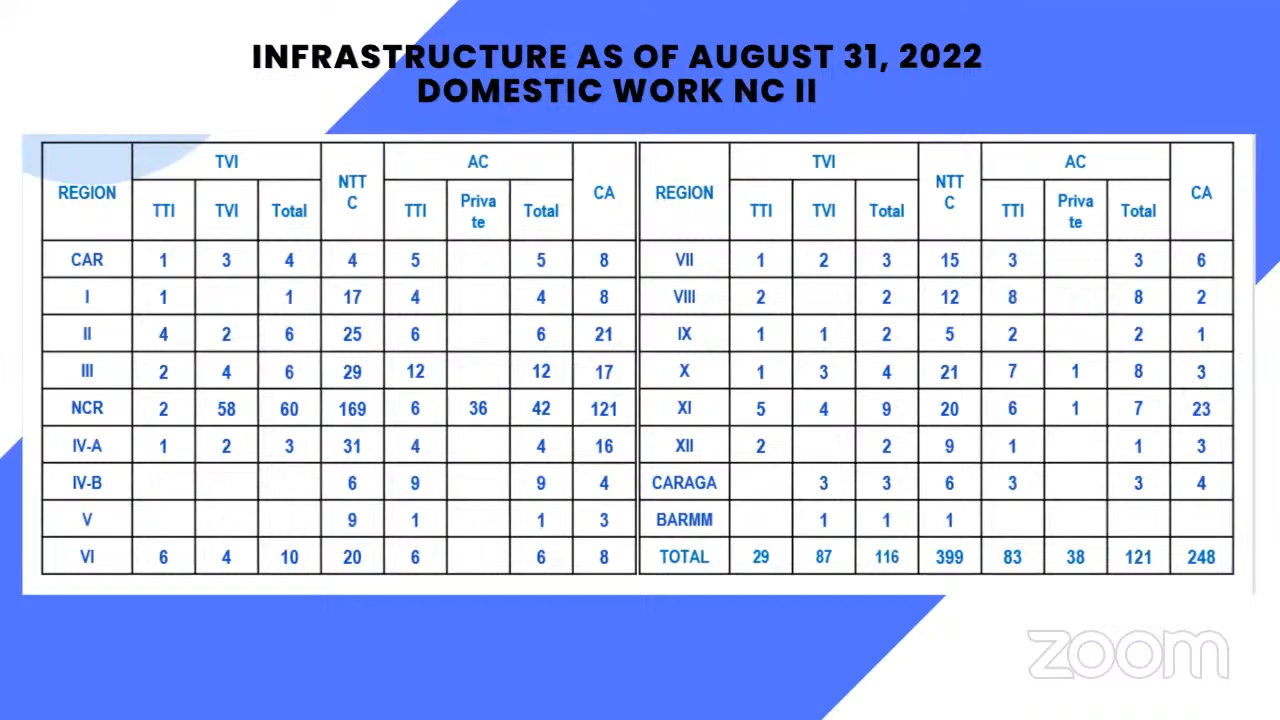 INFRASTRUCTURE AS OF AUGUST 31, 2022
DOMESTIC WORK NC II
REGION TVI NTT C AC CA REGION TVI NTT C AC CA
TTI TVI Total TTI Priva te Total TTI TVI Total TTI Priva te Total
CAR 1 3 4 4 5 5 8 VII 1 2 3 15 3 3 6
I 1 1 17 4 4 8 VIII 2 2 12 8 8 2
II 4 2 6 25 6 6 21 IX 1 1 2 5 2 2 1
III 2 4 6 29 12 12 17 X 1 3 4 21 7 1 8 3
NCR 2 58 60 169 6 36 42 121 XI 5 4 9 20 6 1 7 23
IV-A 1 2 3 31 4 4 16 XII 2 2 9 1 1 3
IV-B 6 9 9 4 CARAGA 3 3 6 3 3 4
V 9 1 1 3 BARMM 1 1 1
VI 6 4 10 20 6 6 8 TOTAL 29 87 116 399 83 38 121 248
zoom